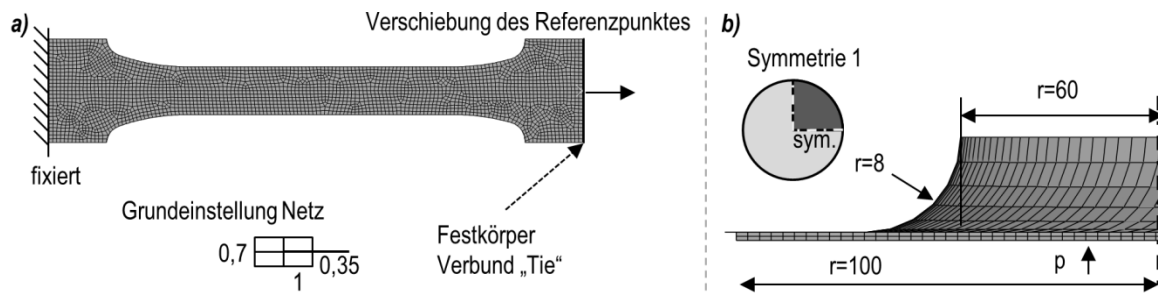 a)
Verschiebung des Referenzpunktes
fixiert
Grundeinstellung Netz
0,7
0,35
1
Festkörper
Verbund „Tie“
b)
Symmetrie 1
sym.
r=60
r=8
r=100
p